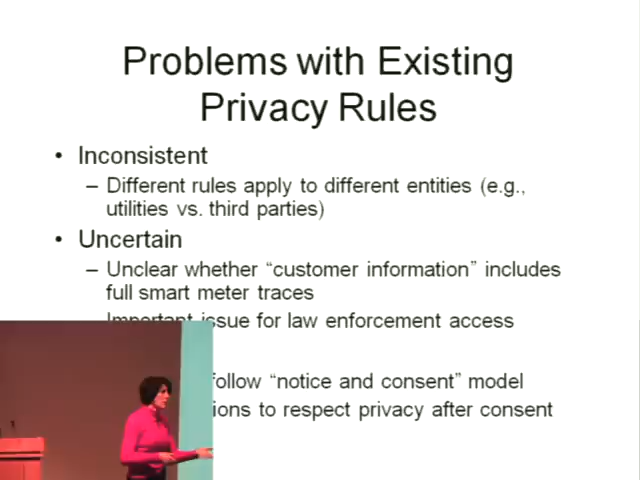 Problems with Existing
Privacy Rules
• Inconsistent
– Different rules apply to different entities (e.g.,
utilities vs. third parties)
• Uncertain
– Unclear whether “customer information” includes
full smart meter traces
Important issue for law enforcement access
follow “notice and consent” model
to respect privacy after consent